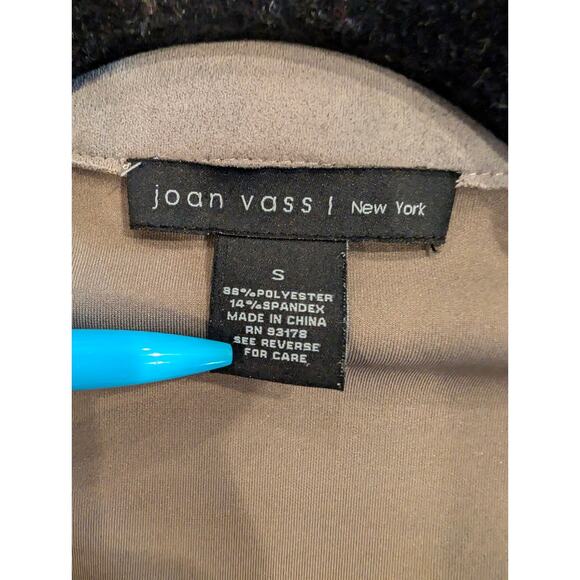 joan vass | New York
S
86%POLYESTER
14%SPANDEX
MADE IN CHINA
RN 93178
SEE REVERSE
FOR CARE